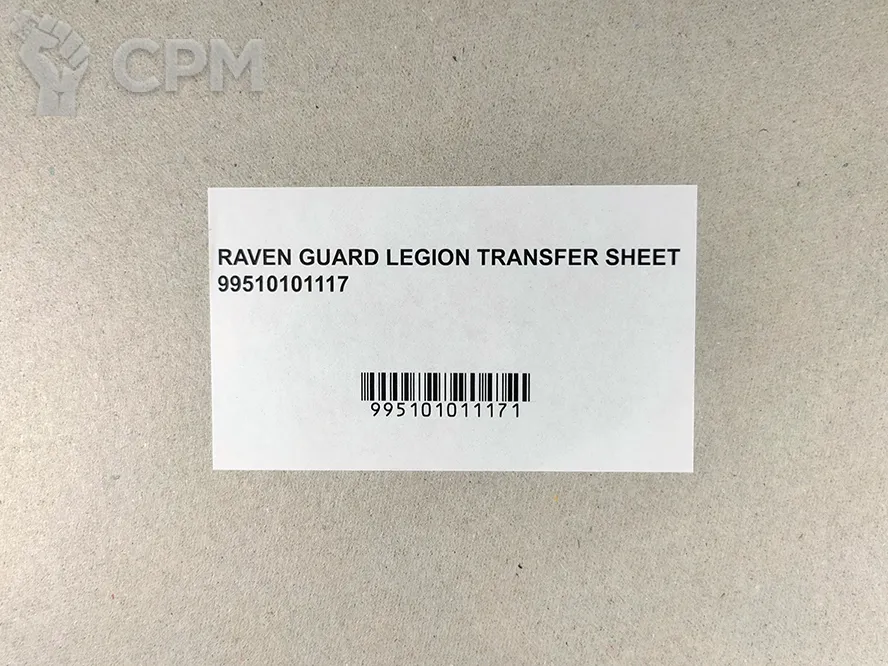 CPM
RAVEN GUARD LEGION TRANSFER SHEET
99510101117
995101011171